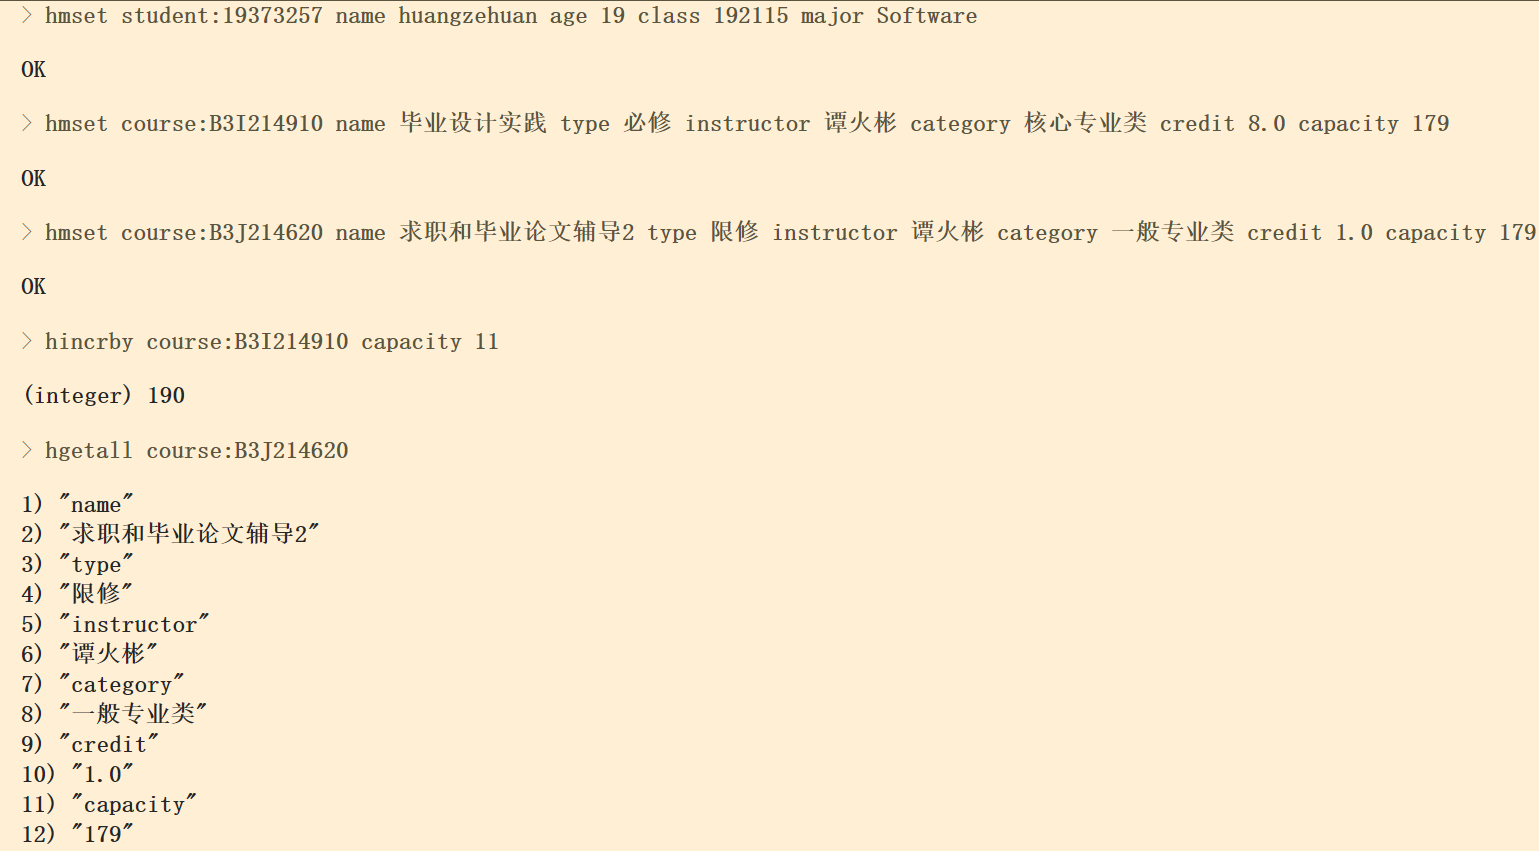 > hmset student:19373257 name huangzehuan age 19 class 192115 major Software
OK
> hmset course:B3I214910 name 毕业设计实践 type 必修 instructor 谭火彬 category 核心专业类 credit 8.0 capacity 179
OK
> hmset course:B3J214620 name 求职和毕业论文辅导2 type 限修 instructor 谭火彬 category 一般专业类 credit 1.0 capacity 179
OK
> hincrby course:B3I214910 capacity 11
(integer) 190
> hgetall course:B3J214620
1) "name"
2) "求职和毕业论文辅导2"
3) "type"
4) "限修"
5) "instructor"
6) "谭火彬"
7) "category"
8) "一般专业类"
9) "credit"
10) "1.0"
11) "capacity"
12) "179"